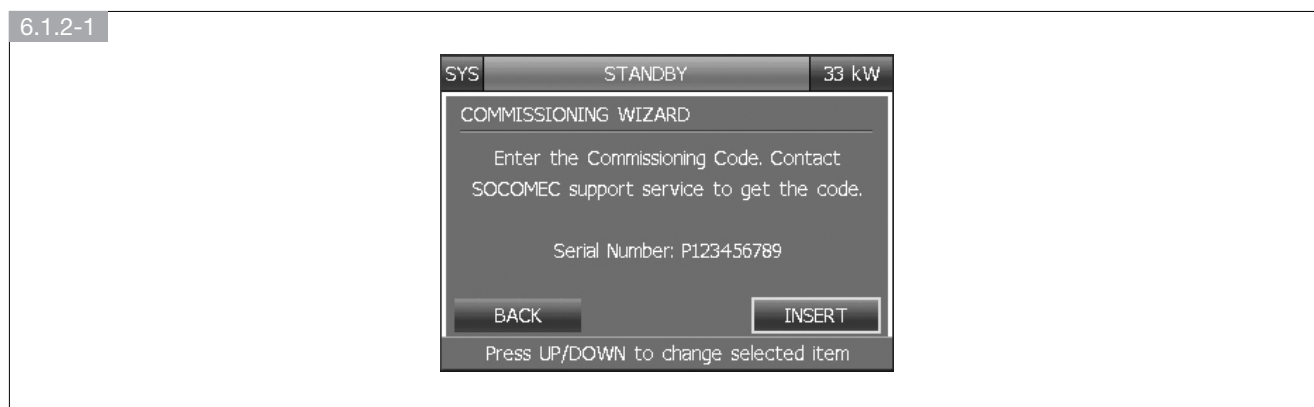 6.1.2-1
SYS STANDBY 33 kW
COMMISSIONING WIZARD
Enter the Commissioning Code. Contact
SOCOMEC support service to get the code.
Serial Number: P123456789
BACK INSERT
Press UP/DOWN to change selected item